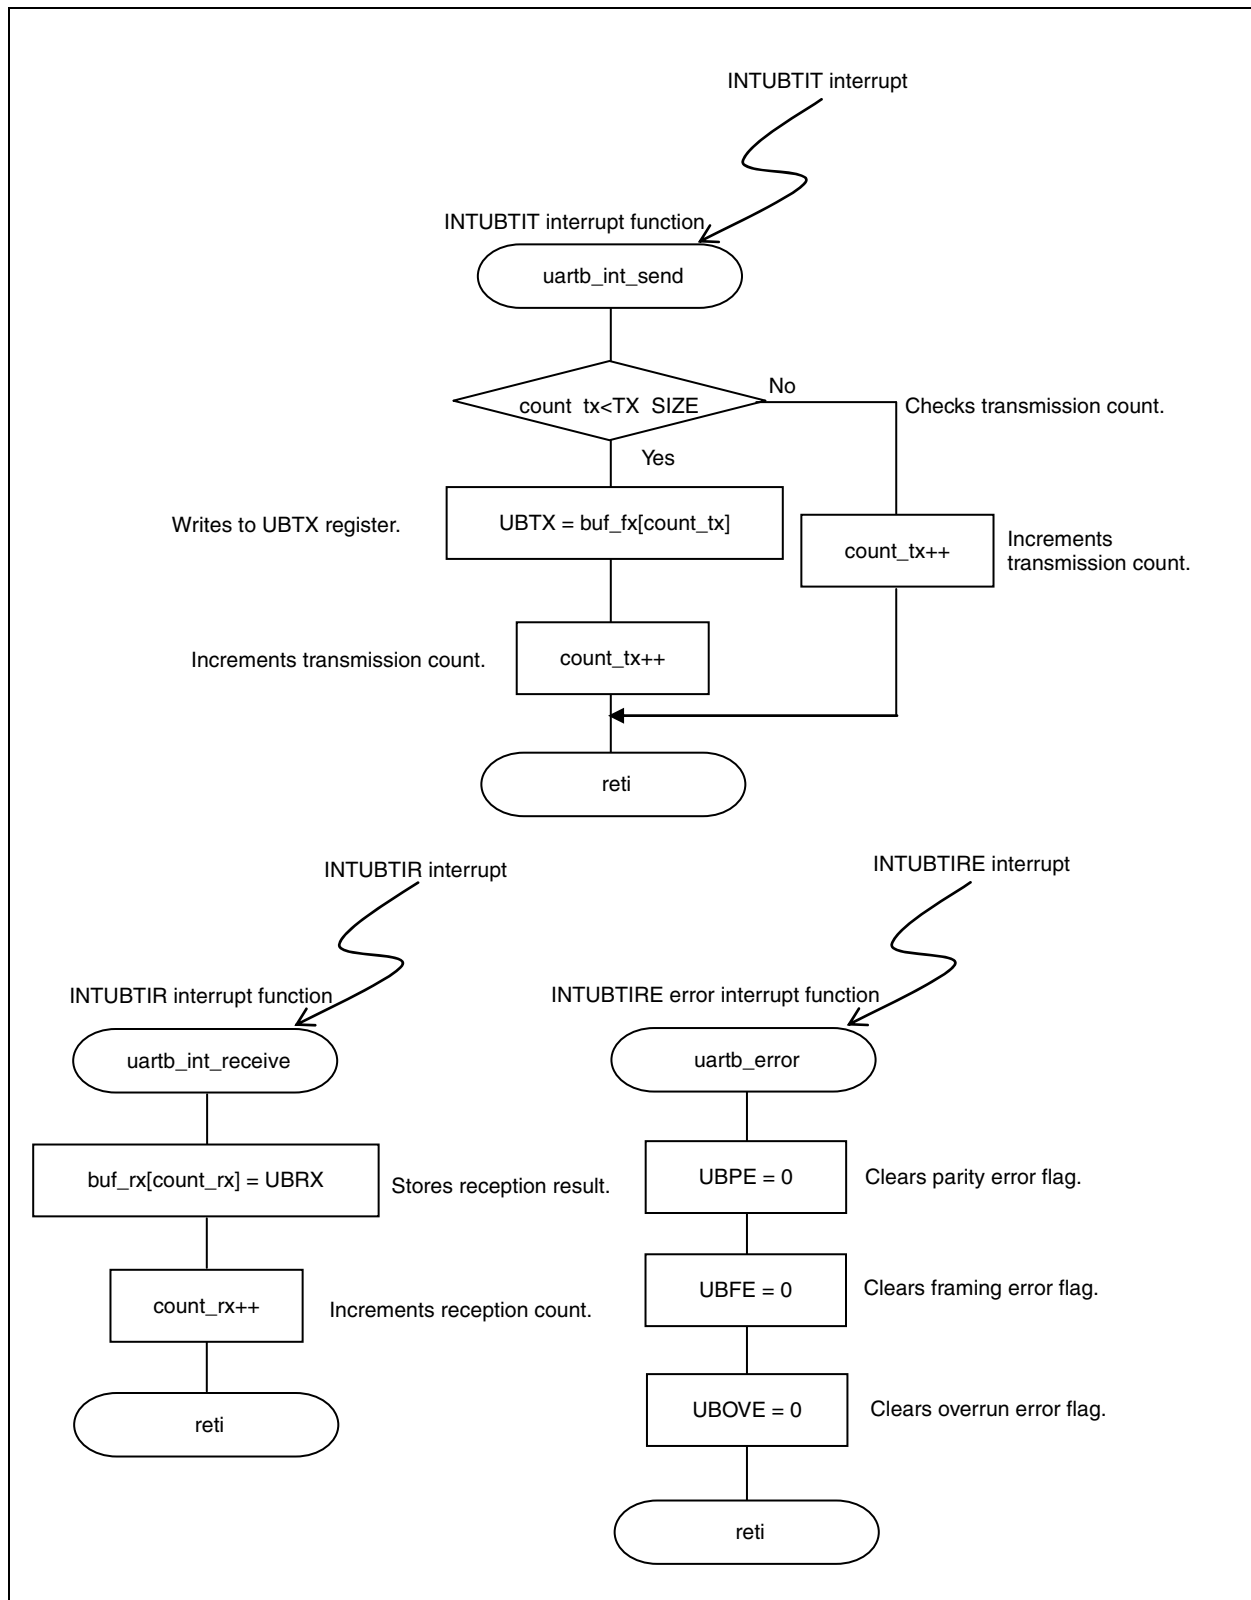 INTUBTIT interrupt
INTUBTIT interrupt function
uartb_int_send
count tx<TX SIZE
No
Checks transmission count.
Yes
Writes to UBTX register.
UBTX = buf_fx[count_tx]
count_tx++
Increments
transmission count.
Increments transmission count.
count_tx++
reti
INTUBTIR interrupt
INTUBTIR interrupt function
uartb_int_receive
buf_rx[count_rx] = UBRX
Stores reception result.
count_rx++
Increments reception count.
reti
INTUBTIRE interrupt
INTUBTIRE error interrupt function
uartb_error
UBPE = 0
Clears parity error flag.
UBFE = 0
Clears framing error flag.
UBOVE = 0
Clears overrun error flag.
reti